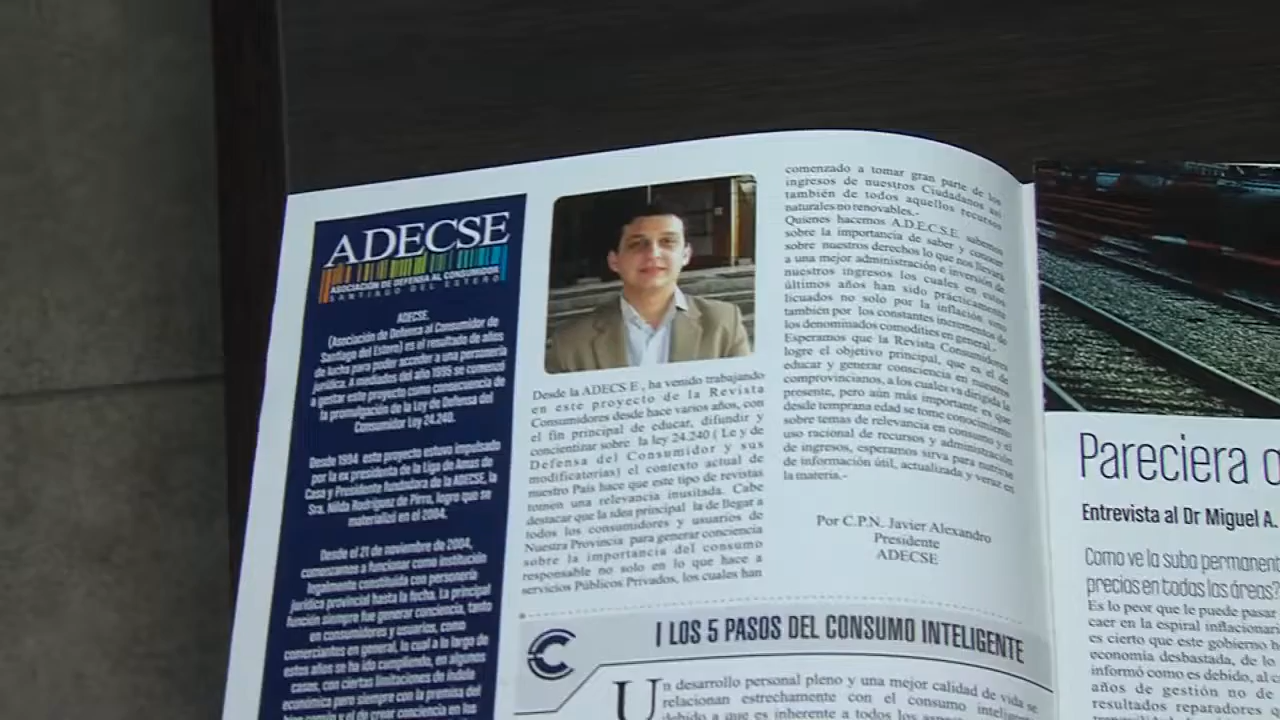 ADECSE
ASOCIACIÓN DE DEFENSA AL CONSUMIDOR
SANTIAGO DEL ESTERO
ADECSE.
(Asociación de Defensa al Consumidor de
Santiago del Estero) es el resultado de años
de lucha para poder acceder a una personería
jurídica. A mediados del año 1995 se comenzó
a gestar este proyecto como consecuencia de
la promulgación de la Ley de Defensa del
Consumidor Ley 24.240.
Desde 1994 este proyecto estuvo impulsado
por la ex presidenta de la Liga de Amas de
Casa y Presidente fundadora de la ADECSE, la
Sra. Nilda Rodríguez de Pirro, logro que se
materializó en el 2004.
Desde el 21 de noviembre de 2004,
comenzamos a funcionar como institución
legalmente constituida con personería
jurídica provincial hasta la fecha. La principal
función siempre fue generar conciencia, tanto
en consumidores y usuarios, como
comerciantes en general, lo cual a lo largo de
estos años se ha ido cumpliendo, en algunos
casos, con ciertas limitaciones de índole
económica pero siempre con la premisa del
y el de crear conciencia en los
Desde la ADECS E , ha venido trabajando
en este proyecto de la Revista
Consumidores desde hace varios años, con
el fin principal de educar, difundir y
concientizar sobre la ley 24.240 ( Le y de
Defensa del Consumidor y sus
modificatorias) el contexto actual de
nuestro País hace que este tipo de revistas
tomen una relevancia inusitada. Cabe
destacar que la idea principal la de llegar a
todos los consumidores y usuarios de
Nuestra Provincia para generar conciencia
sobre la importancia del consumo
responsable no solo en lo que hace a
servicios Públicos Privados, los cuales han
comenzado a tomar gran parte de los
ingresos de nuestros Ciudadanos así
también de todos aquellos recursos
naturales no renovables.-
Quienes hacemos A.D.E.C.S.E. sabemos
sobre la importancia de saber y conocer
sobre nuestros derechos lo que nos llevará
a una mejor administración e inversión de
nuestros ingresos los cuales en estos
últimos años han sido prácticamente
licuados no solo por la inflación sino
también por los constantes incrementos de
los denominados comodities en general.-
Esperamos que la Revista Consumidores
logre el objetivo principal, que es el de
educar y generar conciencia en nuestros
comprovincianos, a los cuales va dirigida la
presente, pero aún más importante es que
desde temprana edad se tome conocimiento
sobre temas de relevancia en consumo y el
uso racional de recursos y administración
de ingresos, esperamos sirva para nutrirse
de información útil, actualizada y veraz en
la materia.-
Por C.P.N. Javier Alexandro
Presidente
ADECSE
I LOS 5 PASOS DEL CONSUMO INTELIGENTE
Un desarrollo personal pleno y una mejor calidad de vida se
relacionan estrechamente con el consumo inteligente
debido a que es inherente a todos los
Pareciera
Entrevista al Dr Miguel A.
Como ve la suba permanent
precios en todas las áreas?
Es lo peor que le puede pasar
caer en la espiral inflacionar
es cierto que este gobierno h
economía desbastada, de lo
informó como es debido, al c
años de gestión no de
resultados reparadores